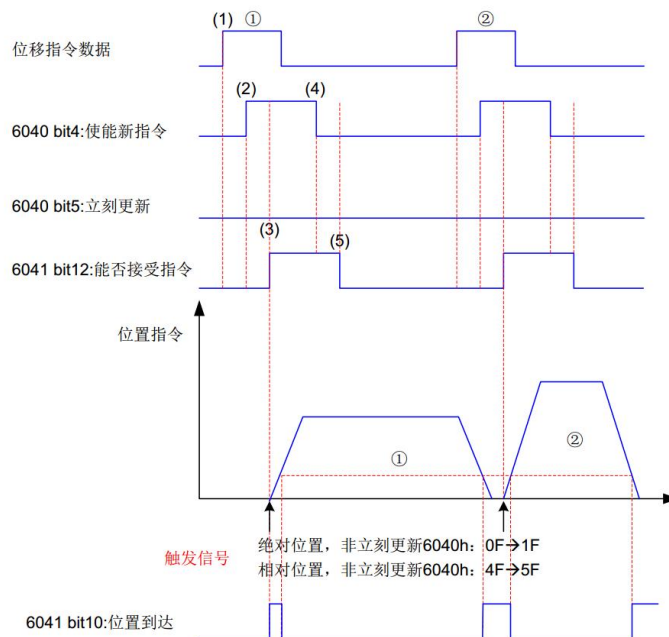 (1) ① ②
位移指令数据
(2) (4)
6040 bit4:使能新指令
6040 bit5:立刻更新
(3) (5)
6041 bit12:能否接受指令
位置指令
① ②
绝对位置，非立刻更新6040h：0F→1F
触发信号
相对位置，非立刻更新6040h：4F→5F
6041 bit10:位置到达